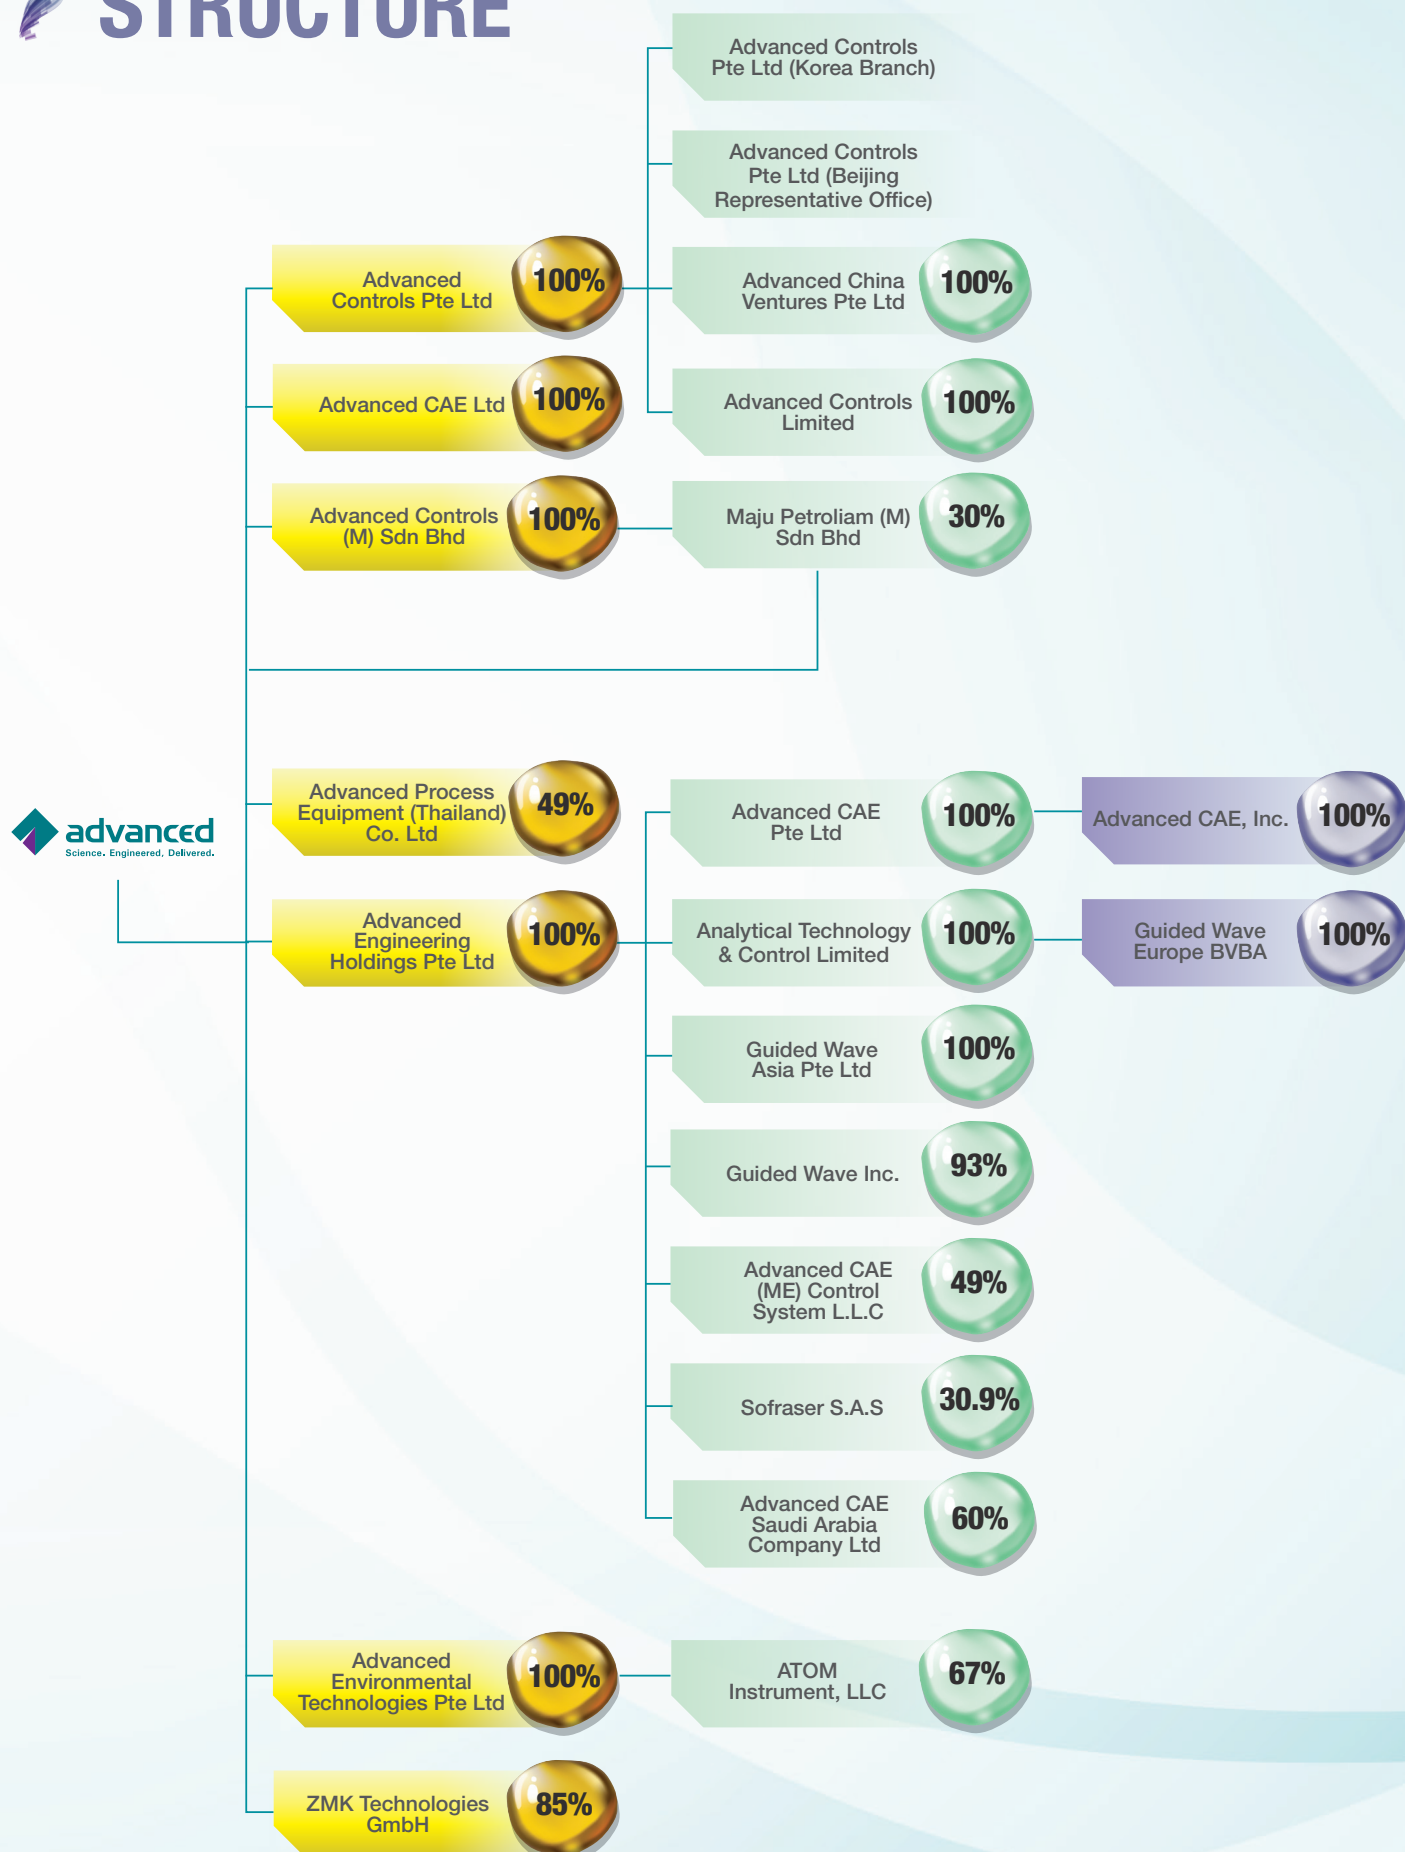 STRUCTURE
Advanced Controls
Pte Ltd (Korea Branch)
Advanced Controls
Pte Ltd (Beijing
Representative Office)
Advanced
Controls Pte Ltd
100%
Advanced China
Ventures Pte Ltd
100%
Advanced CAE Ltd
100%
Advanced Controls
Limited
100%
Advanced Controls
(M) Sdn Bhd
100%
Maju Petroliam (M)
Sdn Bhd
30%
advanced
Science. Engineered, Delivered.
Advanced Process
Equipment (Thailand)
Co. Ltd
49%
Advanced CAE
Pte Ltd
100%
Advanced CAE, Inc.
100%
Advanced
Engineering
Holdings Pte Ltd
100%
Analytical Technology
& Control Limited
100%
Guided Wave
Europe BVBA
100%
Guided Wave
Asia Pte Ltd
100%
Guided Wave Inc.
93%
Advanced CAE
(ME) Control
System L.L.C
49%
Sofraser S.A.S
30.9%
Advanced CAE
Saudi Arabia
Company Ltd
60%
Advanced
Environmental
Technologies Pte Ltd
100%
ATOM
Instrument, LLC
67%
ZMK Technologies
GmbH
85%